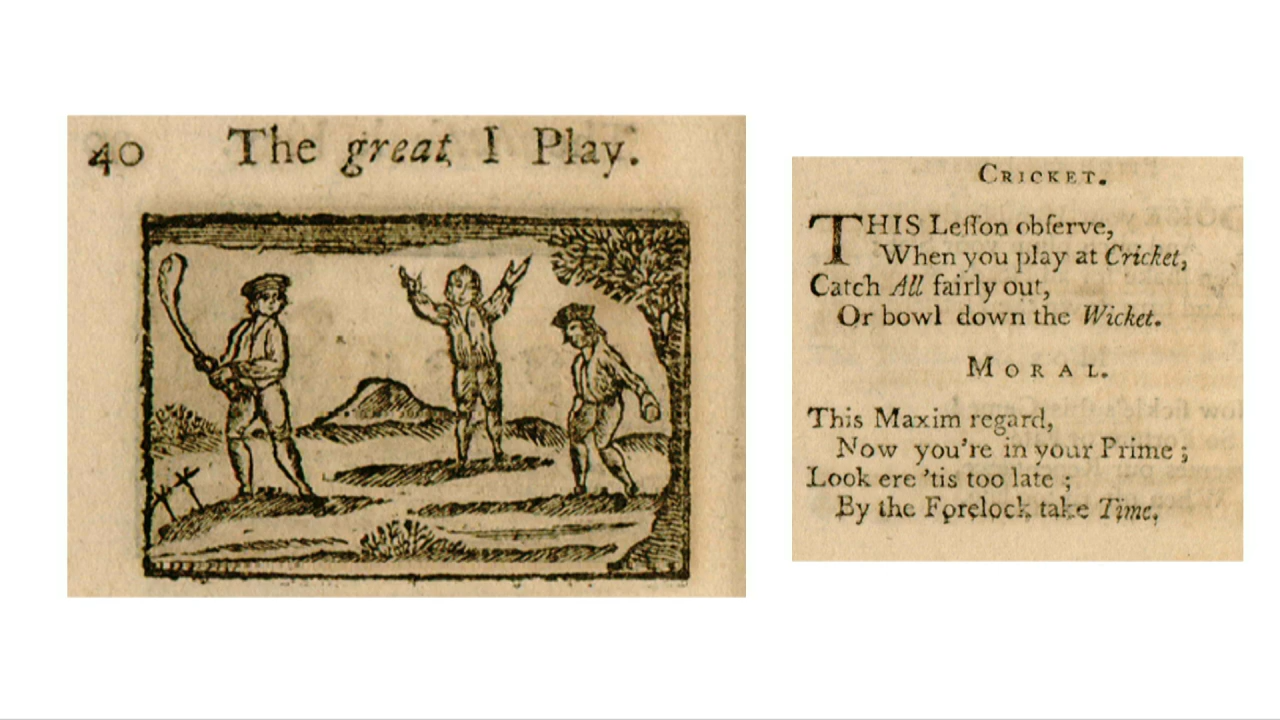 40 The great I Play.
CRICKET.
THIS Leſſon obſerve,
When you play at Cricket,
Catch All fairly out,
Or bowl down the Wicket.
MORAL.
This Maxim regard,
Now you're in your Prime ;
Look ere 'tis too late ;
By the Forelock take Time.